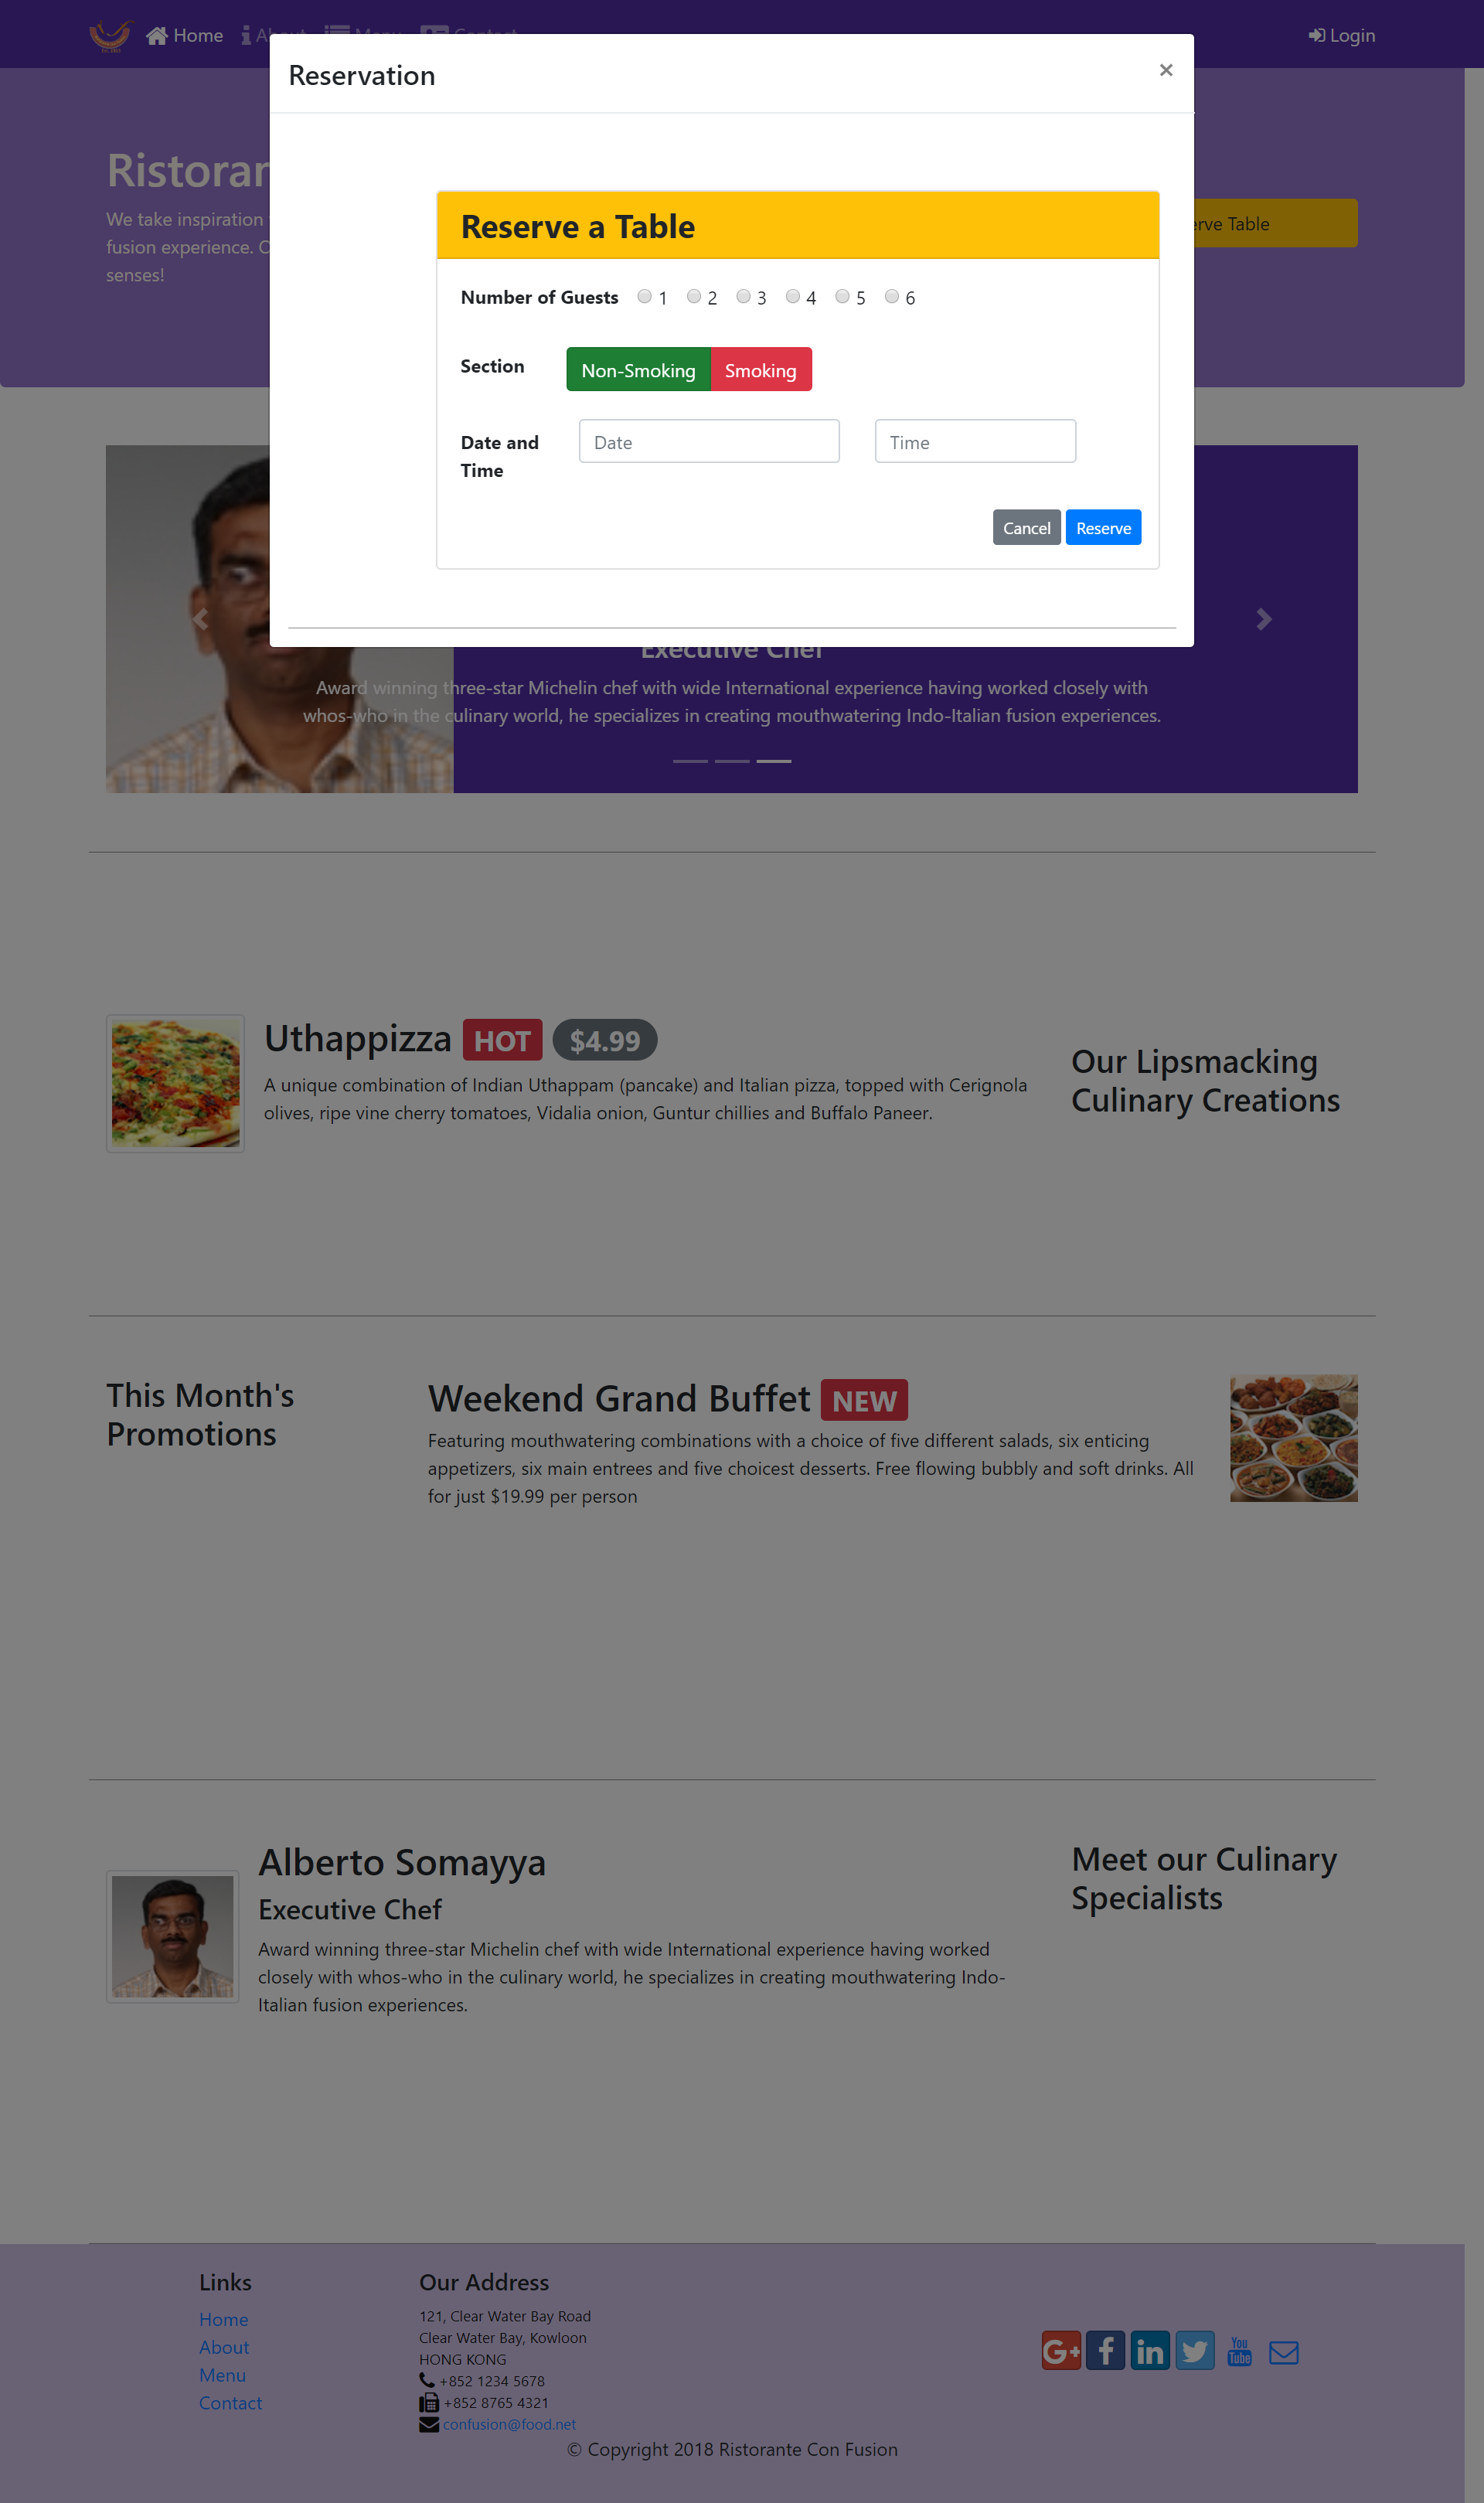 Home About Menu Contact Login
Reservation ×
Ristorar
We take inspiration
fusion experience. C
senses!
erve Table
Reserve a Table
Number of Guests 1 2 3 4 5 6
Section Non-Smoking Smoking
Date and Time
Date Time
Cancel Reserve
Executive Chef
Award winning three-star Michelin chef with wide International experience having worked closely with
whos-who in the culinary world, he specializes in creating mouthwatering Indo-Italian fusion experiences.
Uthappizza HOT $4.99
A unique combination of Indian Uthappam (pancake) and Italian pizza, topped with Cerignola
olives, ripe vine cherry tomatoes, Vidalia onion, Guntur chillies and Buffalo Paneer.
Our Lipsmacking
Culinary Creations
This Month's
Promotions
Weekend Grand Buffet NEW
Featuring mouthwatering combinations with a choice of five different salads, six enticing
appetizers, six main entrees and five choicest desserts. Free flowing bubbly and soft drinks. All
for just $19.99 per person
Alberto Somayya
Executive Chef
Award winning three-star Michelin chef with wide International experience having worked
closely with whos-who in the culinary world, he specializes in creating mouthwatering Indo-
Italian fusion experiences.
Meet our Culinary
Specialists
Links
Home
About
Menu
Contact
Our Address
121, Clear Water Bay Road
Clear Water Bay, Kowloon
HONG KONG
+852 1234 5678
+852 8765 4321
confusion@food.net
G+ f in You Tube
© Copyright 2018 Ristorante Con Fusion